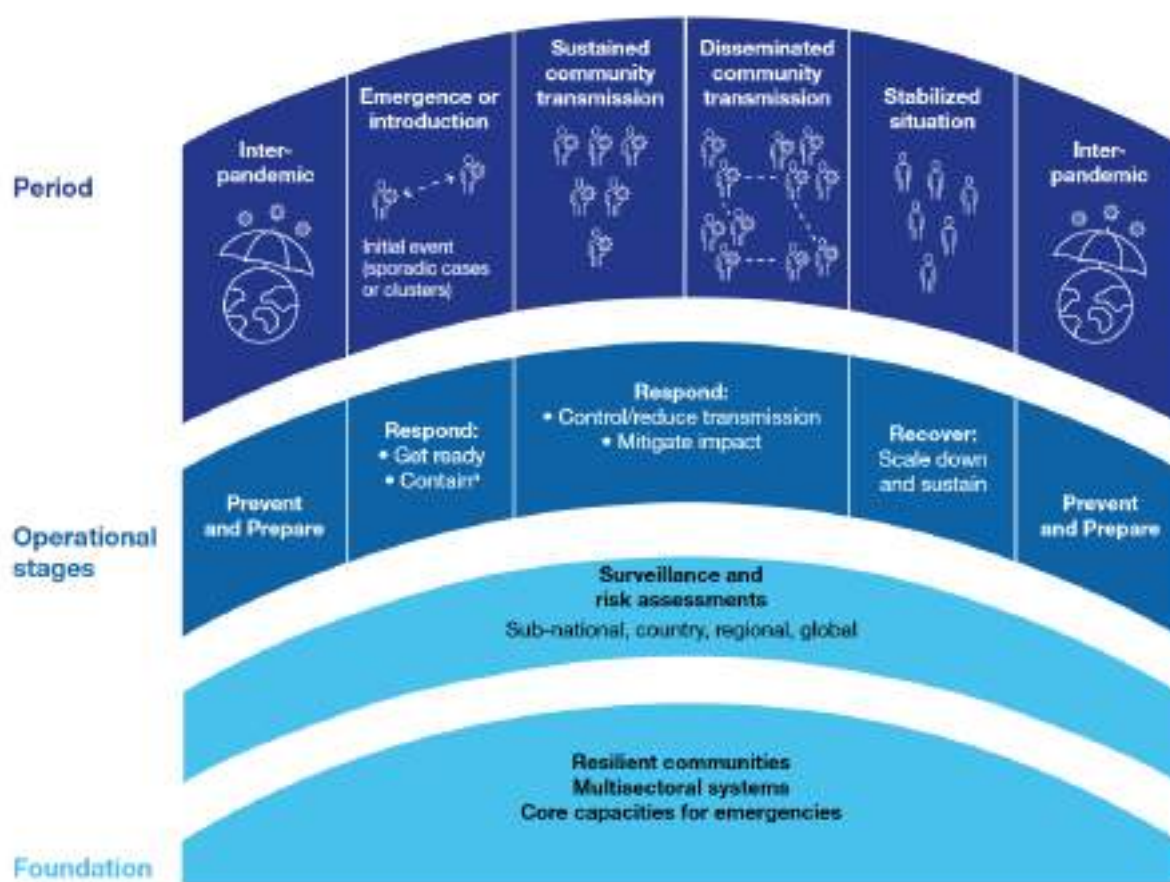 Period
Inter-
pandemic
Emergence or
introduction
Initial event
(sporadic cases
or clusters)
Sustained
community
transmission
Disseminated
community
transmission
Stabilized
situation
Inter-
pandemic
Operational
stages
Prevent
and Prepare
Respond:
• Get ready
• Contain*
Respond:
• Control/reduce transmission
• Mitigate impact
Recover:
Scale down
and sustain
Prevent
and Prepare
Surveillance and
risk assessments
Sub-national, country, regional, global
Foundation
Resilient communities
Multisectoral systems
Core capacities for emergencies